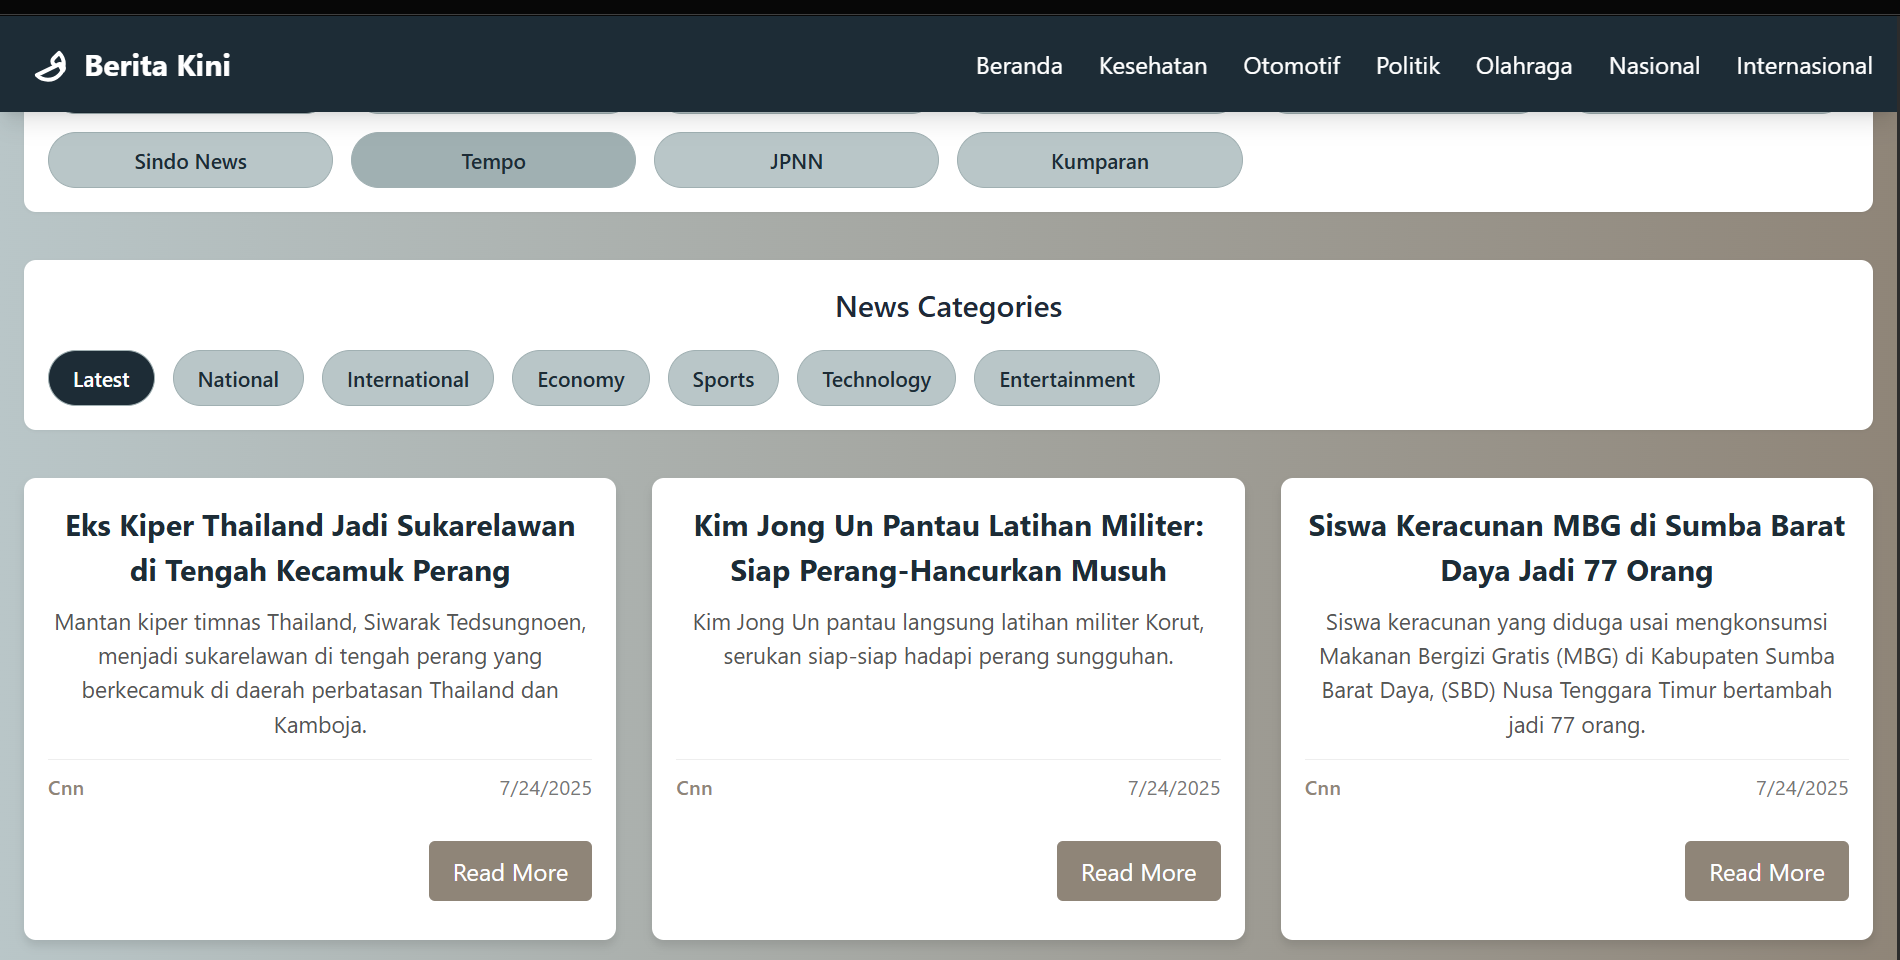 Berita Kini
Beranda Kesehatan Otomotif Politik Olahraga Nasional Internasional
Sindo News Tempo JPNN Kumparan
News Categories
Latest National International Economy Sports Technology Entertainment
Eks Kiper Thailand Jadi Sukarelawan
di Tengah Kecamuk Perang
Mantan kiper timnas Thailand, Siwarak Tedsungnoen,
menjadi sukarelawan di tengah perang yang
berkecamuk di daerah perbatasan Thailand dan
Kamboja.
Cnn 7/24/2025
Read More
Kim Jong Un Pantau Latihan Militer:
Siap Perang-Hancurkan Musuh
Kim Jong Un pantau langsung latihan militer Korut,
serukan siap-siap hadapi perang sungguhan.
Cnn 7/24/2025
Read More
Siswa Keracunan MBG di Sumba Barat
Daya Jadi 77 Orang
Siswa keracunan yang diduga usai mengkonsumsi
Makanan Bergizi Gratis (MBG) di Kabupaten Sumba
Barat Daya, (SBD) Nusa Tenggara Timur bertambah
jadi 77 orang.
Cnn 7/24/2025
Read More